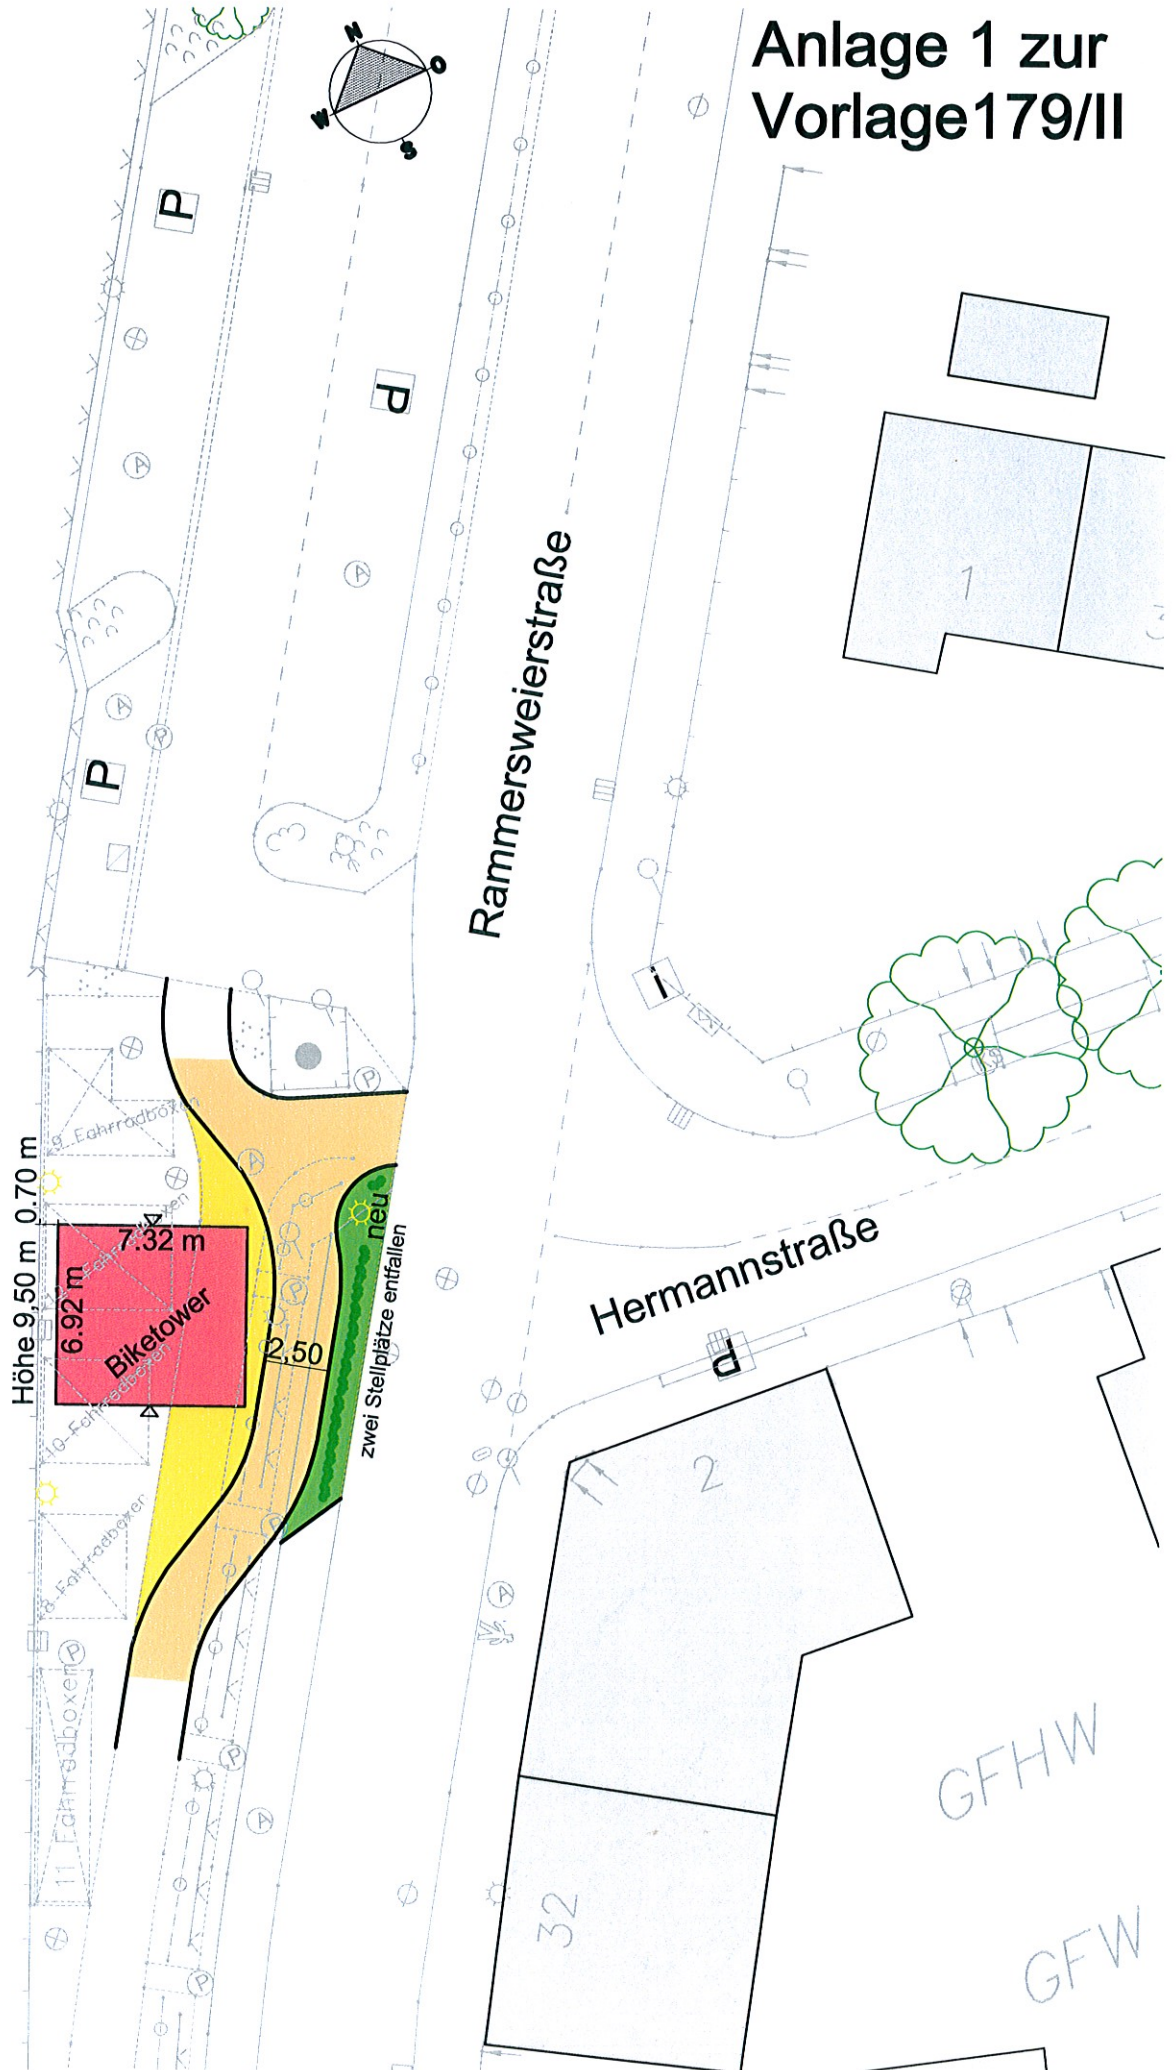 Anlage 1 zur
Vorlage179/II
N
O
W
S
P
P
A
A
1
3
Rammersweierstraße
A
P
P
i
P
9 Fahrradboxen
A
Höhe 9,50 m
0.70 m
7.32 m
6.92 m
Biketower
Fahrradboxen
neu
zwei Stellplätze entfallen
P
2,50
Hermannstraße
P
10 Fahrradboxen
2
P
8 Fahrradboxen
A
P
11 Fahrradboxen
P
A
GFHW
32
GFW
P